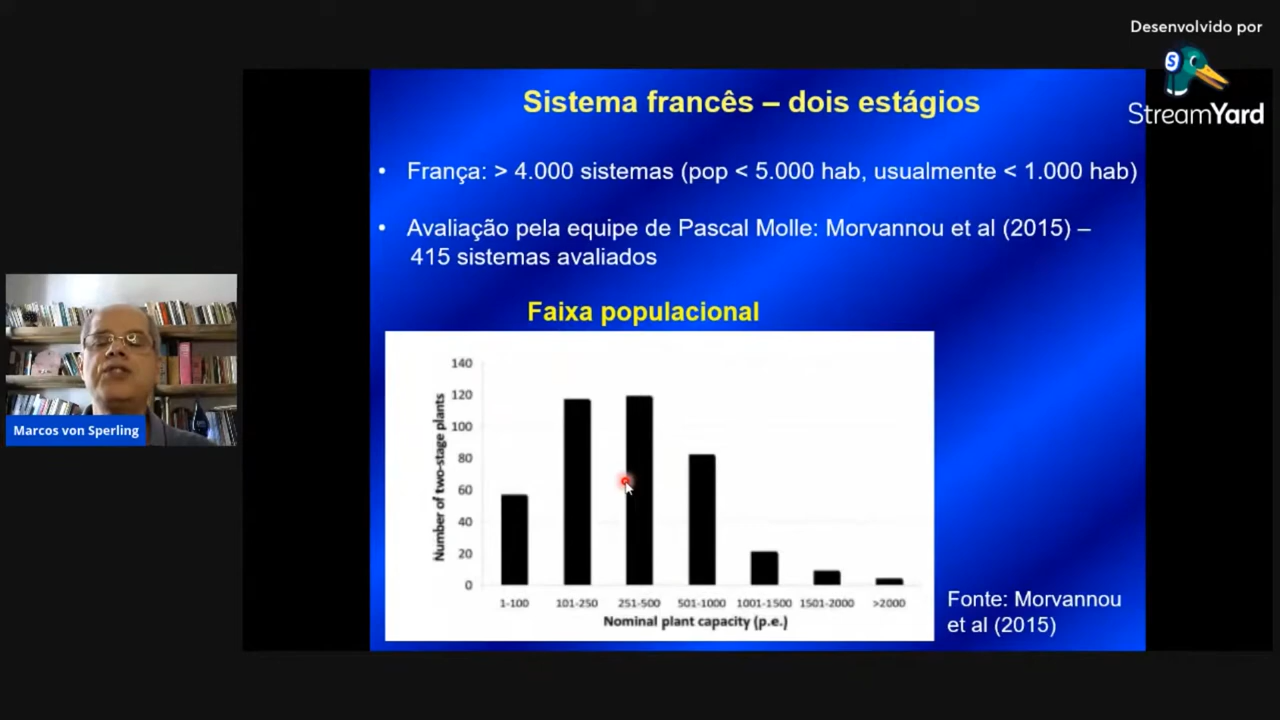 Desenvolvido por
StreamYard
Sistema francês – dois estágios
• França: > 4.000 sistemas (pop < 5.000 hab, usualmente < 1.000 hab)
• Avaliação pela equipe de Pascal Molle: Morvannou et al (2015) –
415 sistemas avaliados
Faixa populacional
Number of two-stage plants
140
120
100
80
60
40
20
0
1-100 101-250 251-500 501-1000 1001-1500 1501-2000 >2000
Nominal plant capacity (p.e.)
Fonte: Morvannou
et al (2015)
Marcos von Sperling